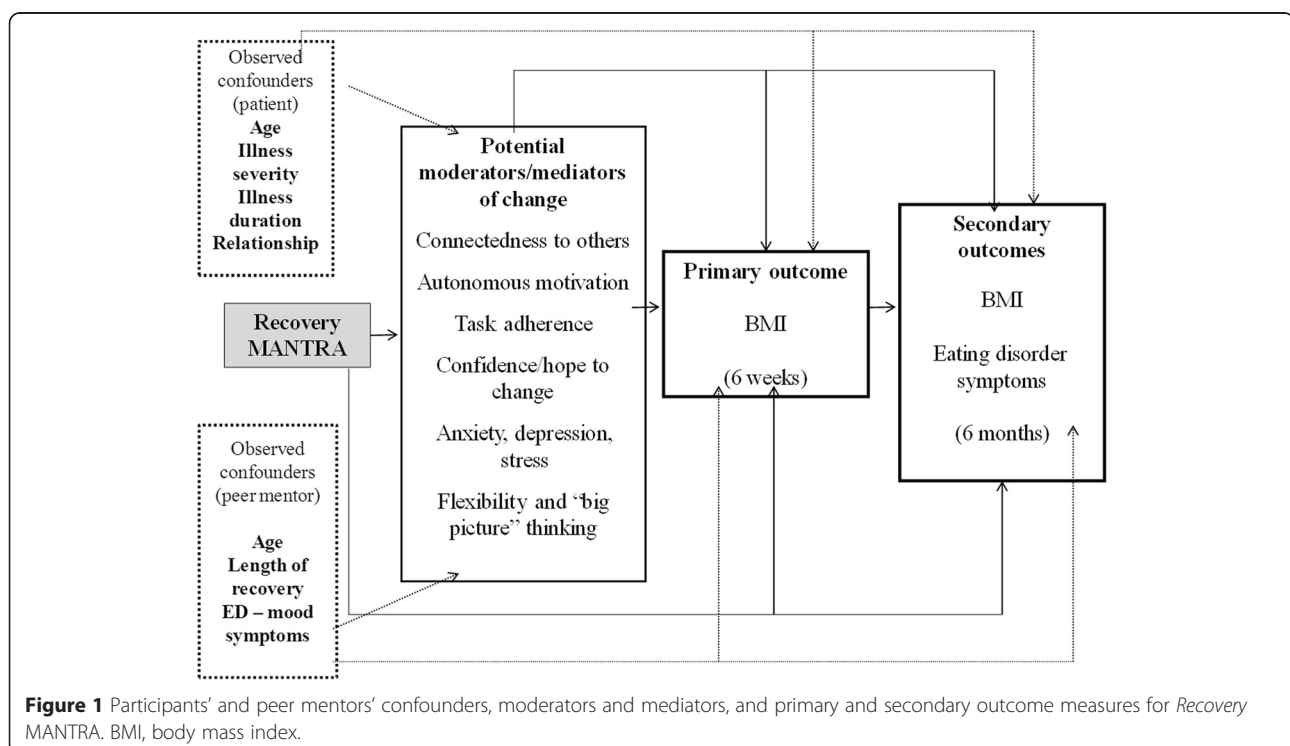 Observed
confounders
(patient)
Age
Illness
severity
Illness
duration
Relationship
Recovery
MANTRA
Observed
confounders
(peer mentor)
Age
Length of
recovery
ED – mood
symptoms
Potential
moderators/mediators
of change
Connectedness to others
Autonomous motivation
Task adherence
Confidence/hope to
change
Anxiety, depression,
stress
Flexibility and “big
picture” thinking
Primary outcome
BMI
(6 weeks)
Secondary
outcomes
BMI
Eating disorder
symptoms
(6 months)
Figure 1 Participants’ and peer mentors’ confounders, moderators and mediators, and primary and secondary outcome measures for Recovery
MANTRA. BMI, body mass index.